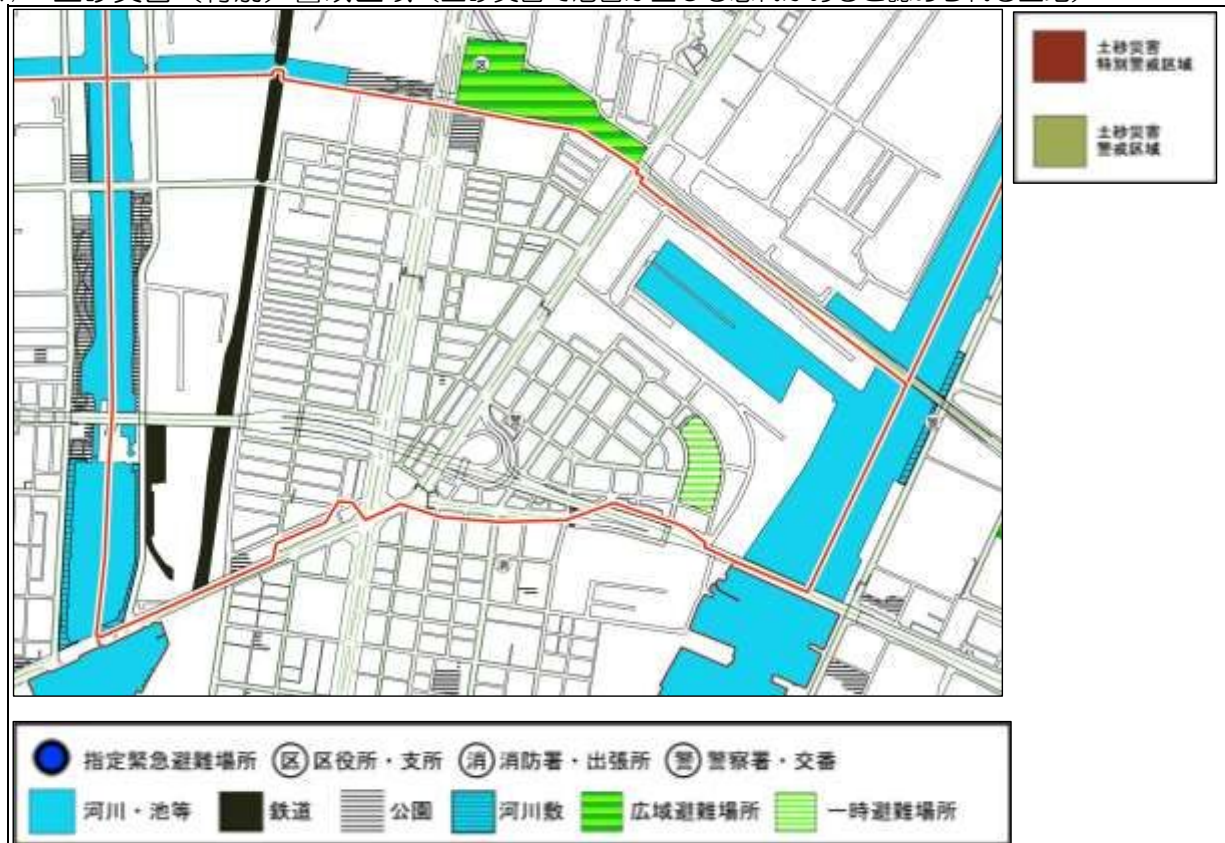 土砂災害
特別警戒区域
土砂災害
警戒区域
区
消
指定緊急避難場所 区 区役所・支所 消 消防署・出張所 警 警察署・交番
河川・池等 鉄道 公園 河川敷 広域避難場所 一時避難場所